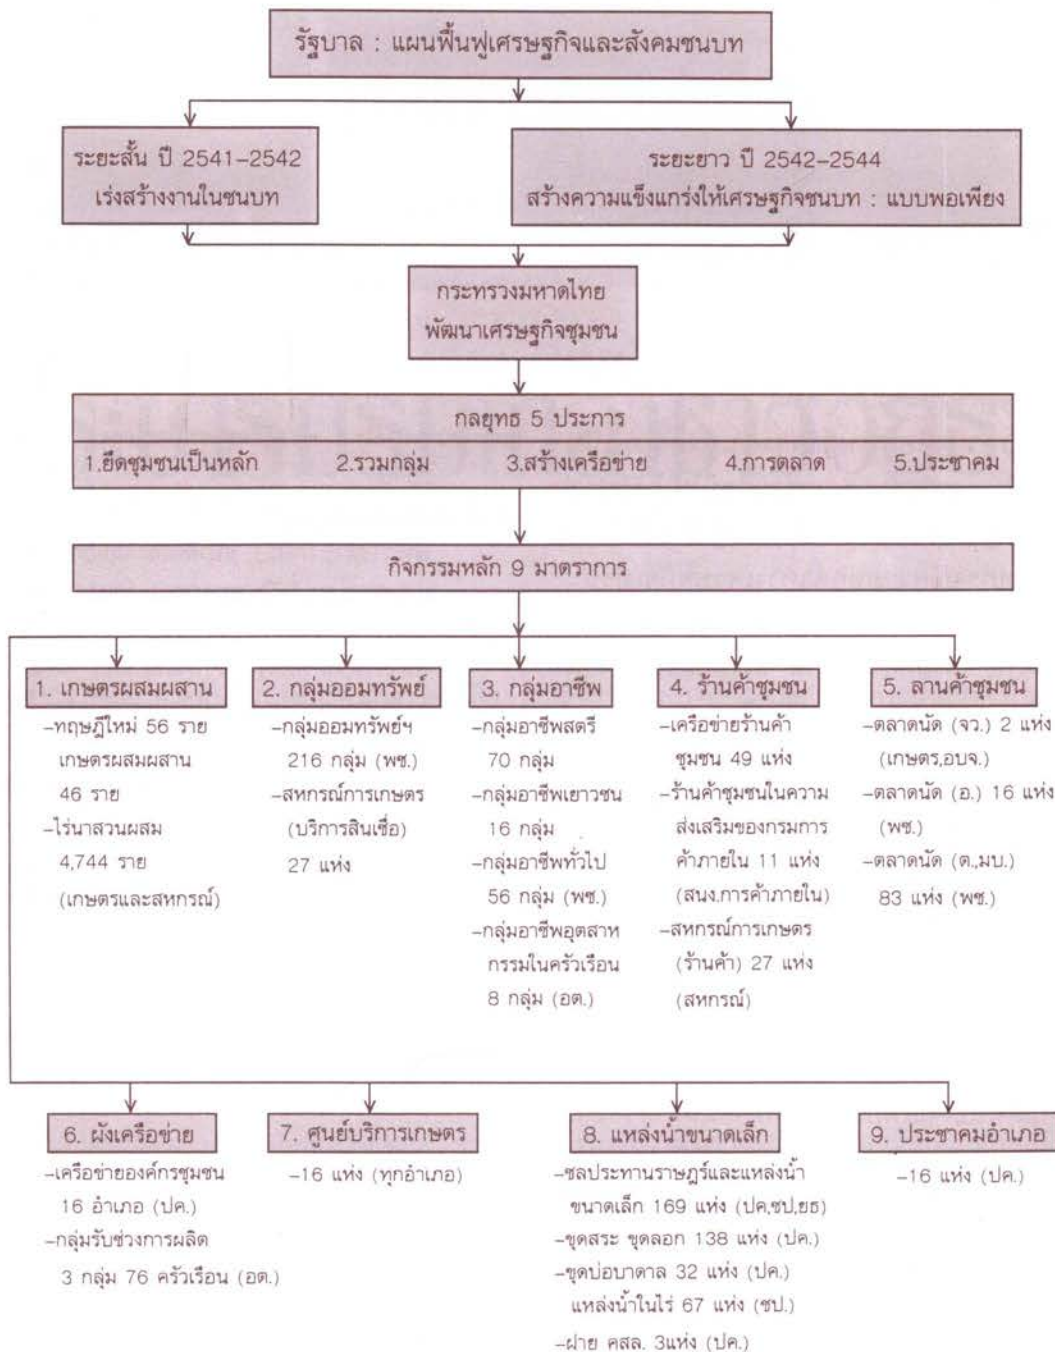 รัฐบาล : แผนฟื้นฟูเศรษฐกิจและสังคมชนบท
ระยะสั้น ปี 2541-2542
เร่งสร้างงานในชนบท
ระยะยาว ปี 2542-2544
สร้างความแข็งแกร่งให้เศรษฐกิจชนบท : แบบพอเพียง
กระทรวงมหาดไทย
พัฒนาเศรษฐกิจชุมชน
กลยุทธ 5 ประการ
1.ยึดชุมชนเป็นหลัก 2.รวมกลุ่ม 3.สร้างเครือข่าย 4.การตลาด 5.ประชาคม
กิจกรรมหลัก 9 มาตราการ
1. เกษตรผสมผสาน
-ทฤษฎีใหม่ 56 ราย
เกษตรผสมผสาน
46 ราย
-ไร่นาสวนผสม
4,744 ราย
(เกษตรและสหกรณ์)
2. กลุ่มออมทรัพย์
-กลุ่มออมทรัพย์ฯ
216 กลุ่ม (พช.)
-สหกรณ์การเกษตร
(บริการสินเชื่อ)
27 แห่ง
3. กลุ่มอาชีพ
-กลุ่มอาชีพสตรี
70 กลุ่ม
-กลุ่มอาชีพเยาวชน
16 กลุ่ม
-กลุ่มอาชีพทั่วไป
56 กลุ่ม (พช.)
-กลุ่มอาชีพอุตสาห
กรรมในครัวเรือน
8 กลุ่ม (อต.)
4. ร้านค้าชุมชน
-เครือข่ายร้านค้า
ชุมชน 49 แห่ง
-ร้านค้าชุมชนในความ
ส่งเสริมของกรมการ
ค้าภายใน 11 แห่ง
(สนง.การค้าภายใน)
-สหกรณ์การเกษตร
(ร้านค้า) 27 แห่ง
(สหกรณ์)
5. ลานค้าชุมชน
-ตลาดนัด (จว.) 2 แห่ง
(เกษตร,อบจ.)
-ตลาดนัด (อ.) 16 แห่ง
(พช.)
-ตลาดนัด (ต.,มบ.)
83 แห่ง (พช.)
6. ผังเครือข่าย
-เครือข่ายองค์กรชุมชน
16 อำเภอ (ปค.)
-กลุ่มรับช่วงการผลิต
3 กลุ่ม 76 ครัวเรือน (อต.)
7. ศูนย์บริการเกษตร
-16 แห่ง (ทุกอำเภอ)
8. แหล่งน้ำขนาดเล็ก
-ชลประทานราษฎร์และแหล่งน้ำ
ขนาดเล็ก 169 แห่ง (ปค,ชป,ยธ)
-ขุดสระ ขุดลอก 138 แห่ง (ปค.)
-ขุดบ่อบาดาล 32 แห่ง (ปค.)
แหล่งน้ำในไร่ 67 แห่ง (ชป.)
-ฝาย คสล. 3แห่ง (ปค.)
9. ประชาคมอำเภอ
-16 แห่ง (ปค.)